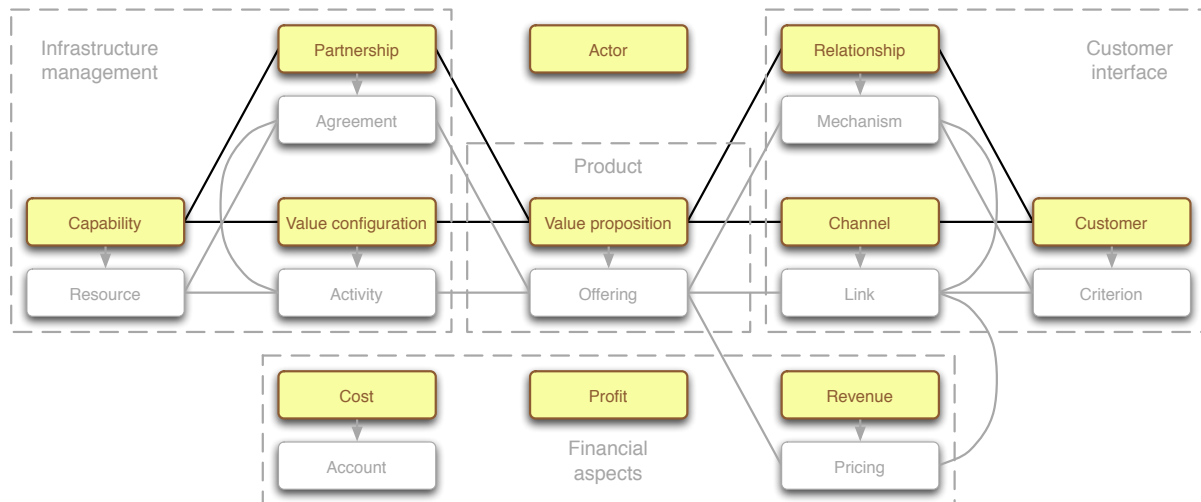 Infrastructure
management
Partnership
Actor
Relationship
Customer
interface
Agreement
Mechanism
Product
Capability
Value configuration
Value proposition
Channel
Customer
Resource
Activity
Offering
Link
Criterion
Cost
Profit
Revenue
Financial
aspects
Account
Pricing